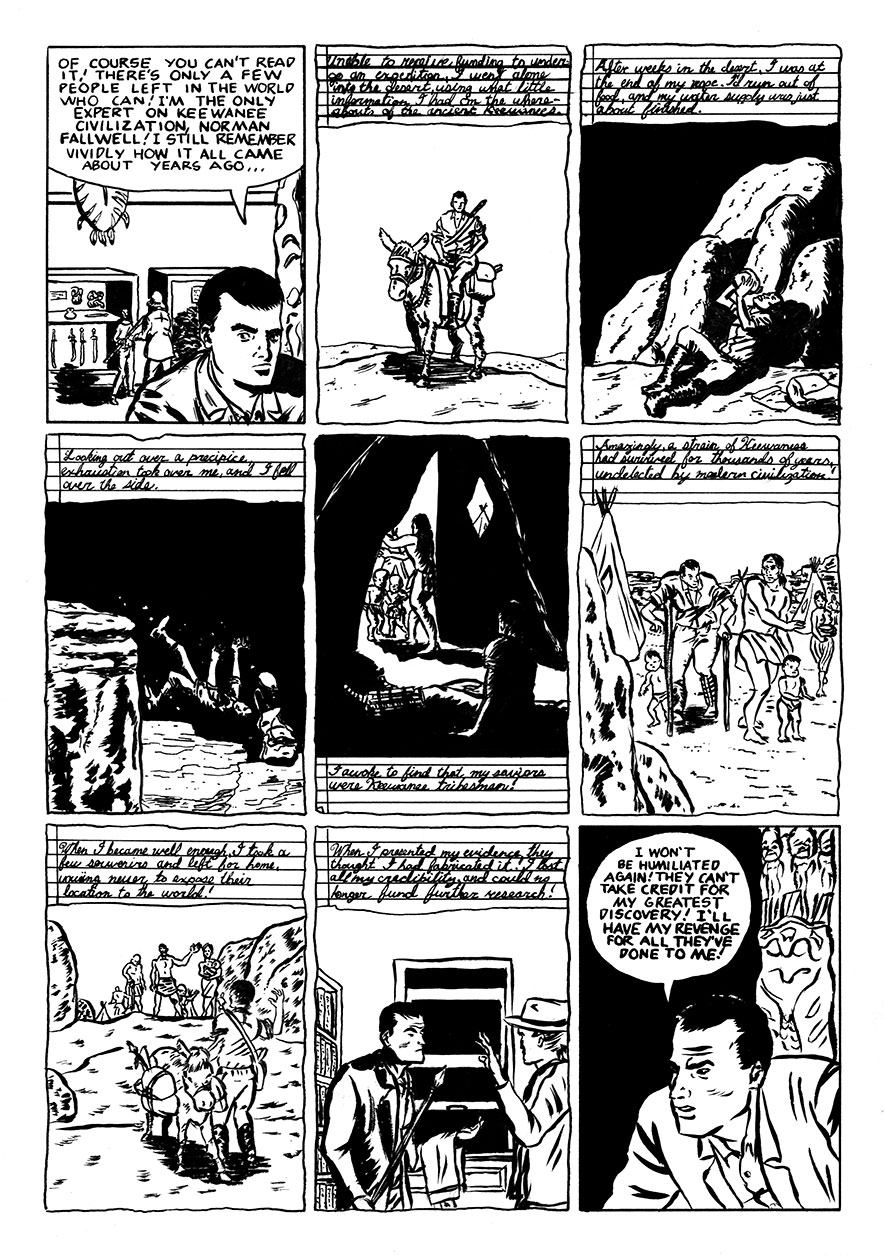 OF COURSE YOU CAN'T READ
IT! THERE'S ONLY A FEW
PEOPLE LEFT IN THE WORLD
WHO CAN! I'M THE ONLY
EXPERT ON KEEWANEE
CIVILIZATION, NORMAN
FALLWELL! I STILL REMEMBER
VIVIDLY HOW IT ALL CAME
ABOUT YEARS AGO...
Unable to receive funding to under-
go an expedition, I went alone
into the desert, using what little
information I had on the where-
abouts of the ancient Keewanees.
After weeks in the desert, I was at
the end of my rope. I'd run out of
food, and my water supply was just
about finished.
Looking out over a precipice,
exhaustion took over me, and I fell
over the side.
I awoke to find that my saviors
were Keewanee tribesmen!
Amazingly, a strain of Keewanees
had survived for thousands of years,
undetected by modern civilization!
When I became well enough, I took a
few souvenirs and left for home,
vowing never to expose their
location to the world!
When I presented my evidence, they
thought I had fabricated it! I lost
all my credibility, and could no
longer fund further research!
I WON'T
BE HUMILIATED
AGAIN! THEY CAN'T
TAKE CREDIT FOR
MY GREATEST
DISCOVERY! I'LL
HAVE MY REVENGE
FOR ALL THEY'VE
DONE TO ME!